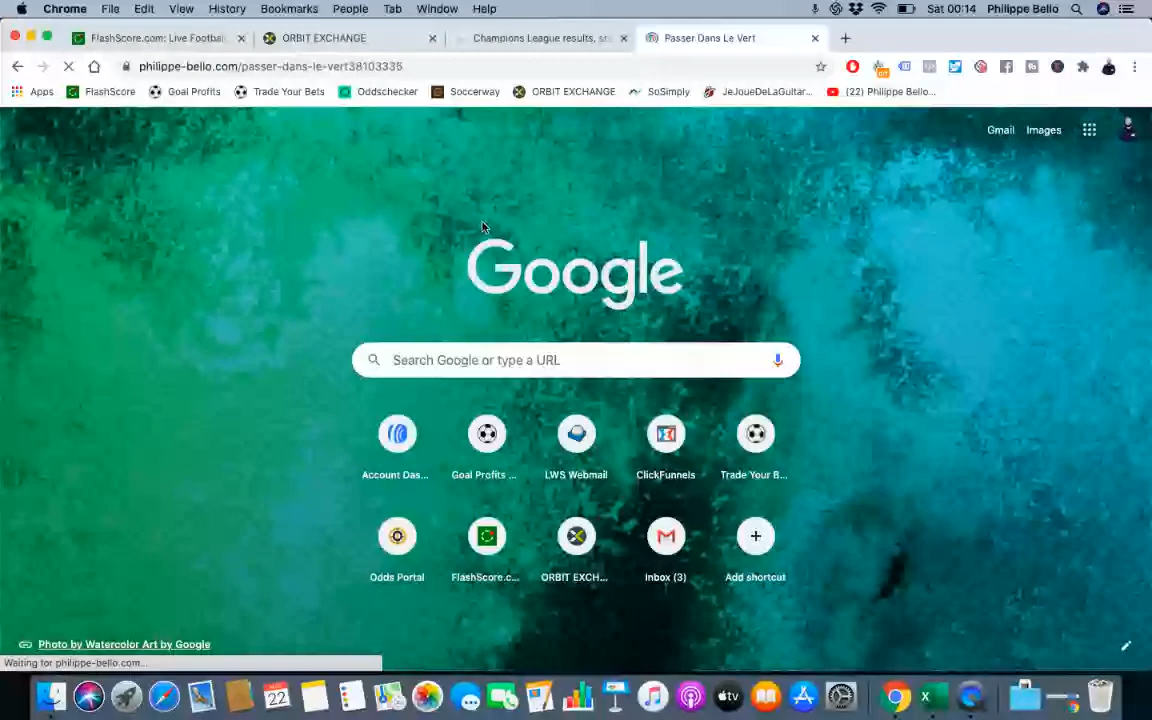 Chrome File Edit View History Bookmarks People Tab Window Help Sat 00:14 Philippe Bello
FlashScore.com: Live Footbal ORBIT EXCHANGE Champions League results, st Passer Dans Le Vert
philippe-bello.com/passer-dans-le-vert38103335
Apps FlashScore Goal Profits Trade Your Bets Oddschecker Soccerway ORBIT EXCHANGE SoSimply JeJoueDeLaGuitar... (22) Philippe Bello...
Gmail Images
Google
Search Google or type a URL
Account Das... Goal Profits ... LWS Webmail ClickFunnels Trade Your B...
Odds Portal FlashScore.c... ORBIT EXCH... Inbox (3) Add shortcut
Photo by Watercolor Art by Google
Waiting for philippe-bello.com...
22
tv